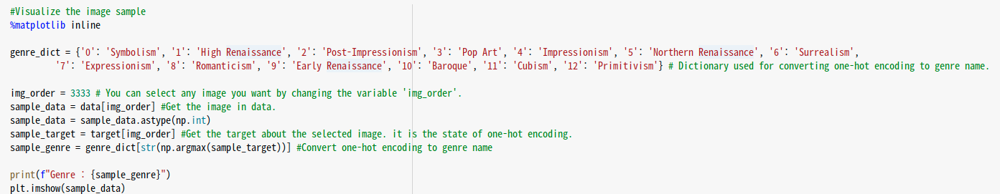 #Visualize the image sample
%matplotlib inline
genre_dict = {'0': 'Symbolism', '1': 'High Renaissance', '2': 'Post-Impressionism', '3': 'Pop Art', '4': 'Impressionism', '5': 'Northern Renaissance', '6': 'Surrealism',
'7': 'Expressionism', '8': 'Romanticism', '9': 'Early Renaissance', '10': 'Baroque', '11': 'Cubism', '12': 'Primitivism'} # Dictionary used for converting one-hot encoding to genre name.
img_order = 3333 # You can select any image you want by changing the variable 'img_order'.
sample_data = data[img_order] #Get the image in data.
sample_data = sample_data.astype(np.int)
sample_target = target[img_order] #Get the target about the selected image. it is the state of one-hot encoding.
sample_genre = genre_dict[str(np.argmax(sample_target))] #Convert one-hot encoding to genre name
print(f"Genre : {sample_genre}")
plt.imshow(sample_data)